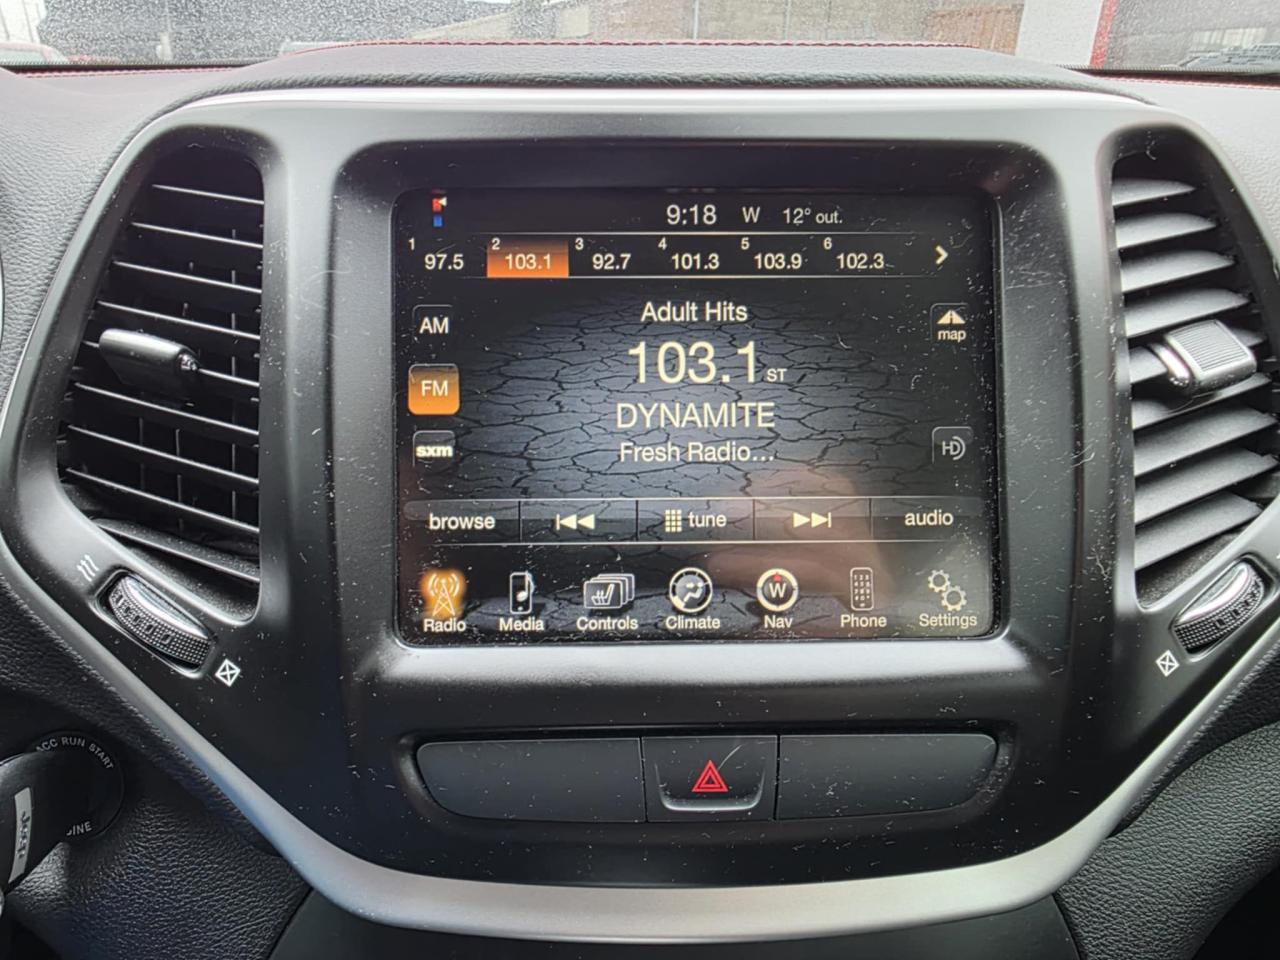 9:18 W 12° out.
1 97.5 2 103.1 3 92.7 4 101.3 5 103.9 6 102.3
AM
Adult Hits
map
FM
103.1 ST
DYNAMITE
sxm
Fresh Radio...
HD
browse tune audio
Radio Media Controls Climate W Nav Phone Settings
ACC RUN START
Jeep